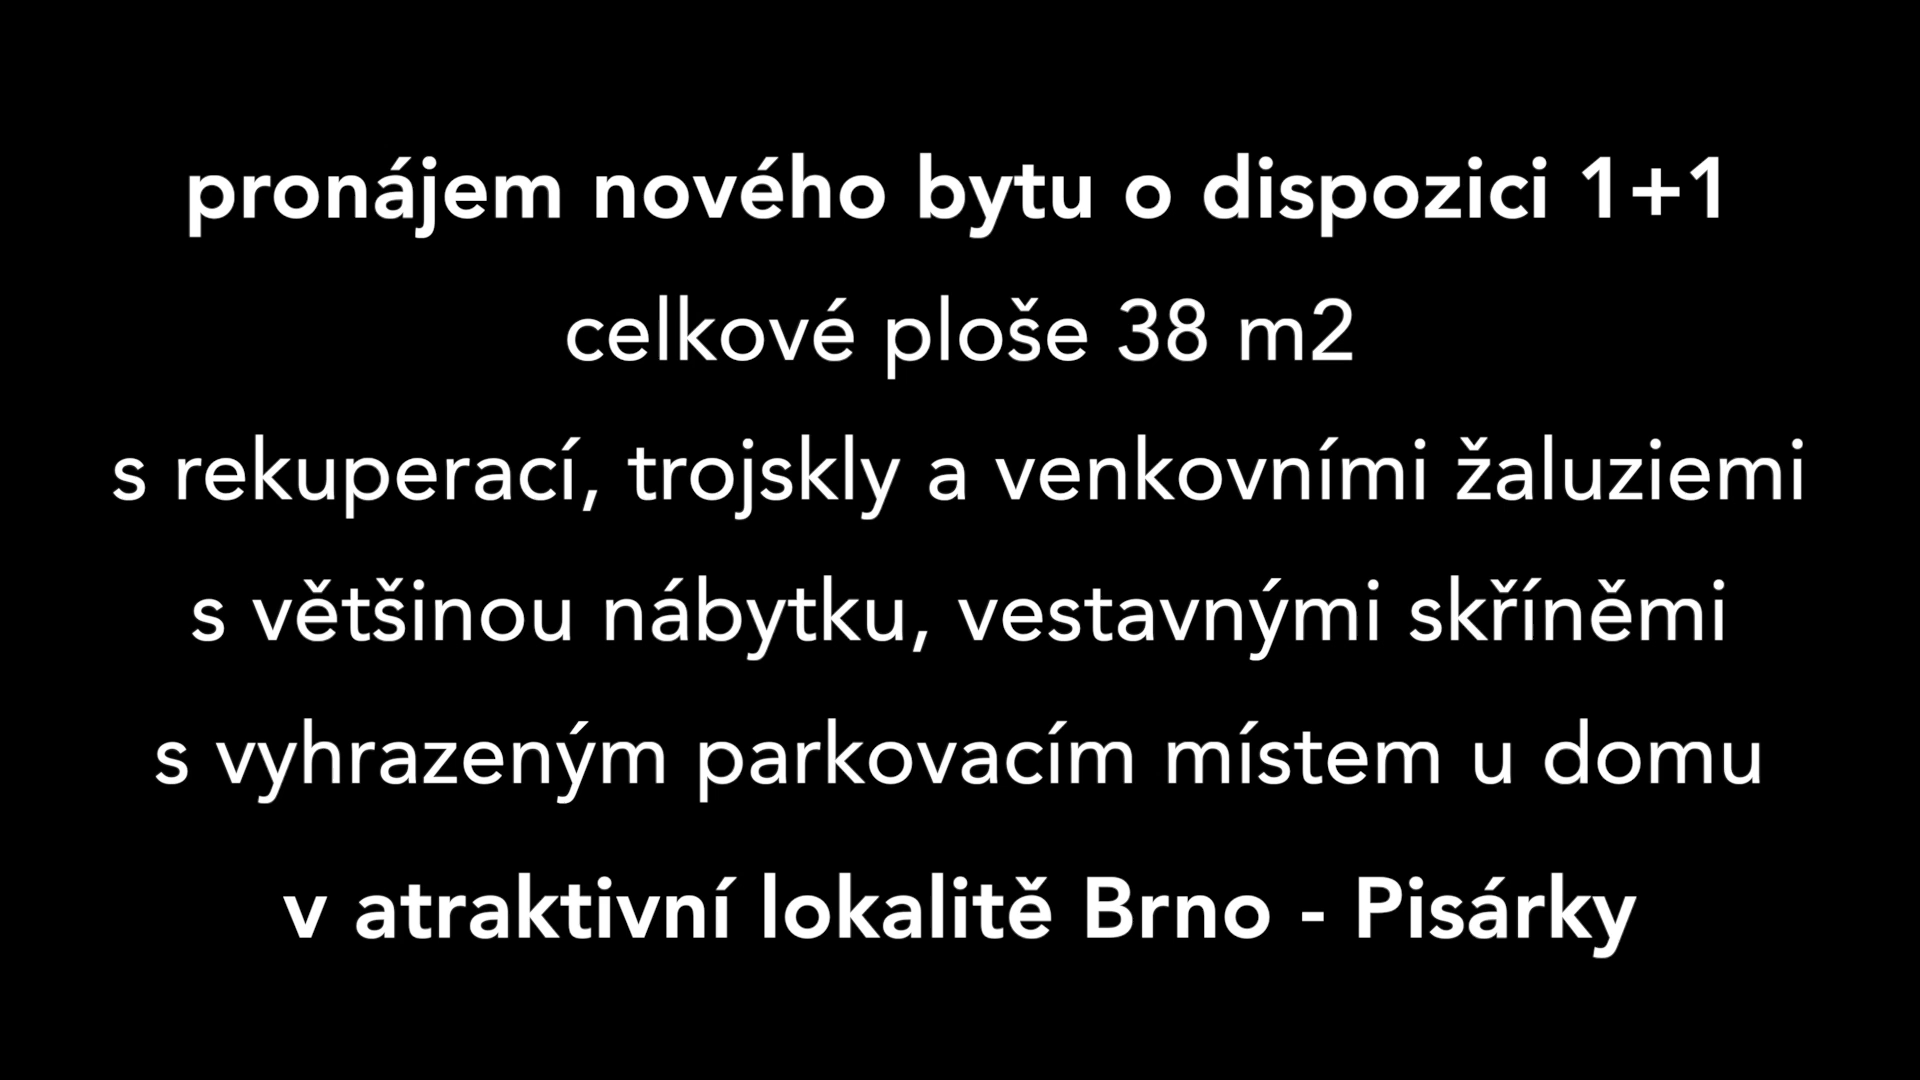 pronájem nového bytu o dispozici 1+1
celkové ploše 38 m2
s rekuperací, trojskly a venkovními žaluziemi
s většinou nábytku, vestavnými skříněmi
s vyhrazeným parkovacím místem u domu
v atraktivní lokalitě Brno - Pisárky